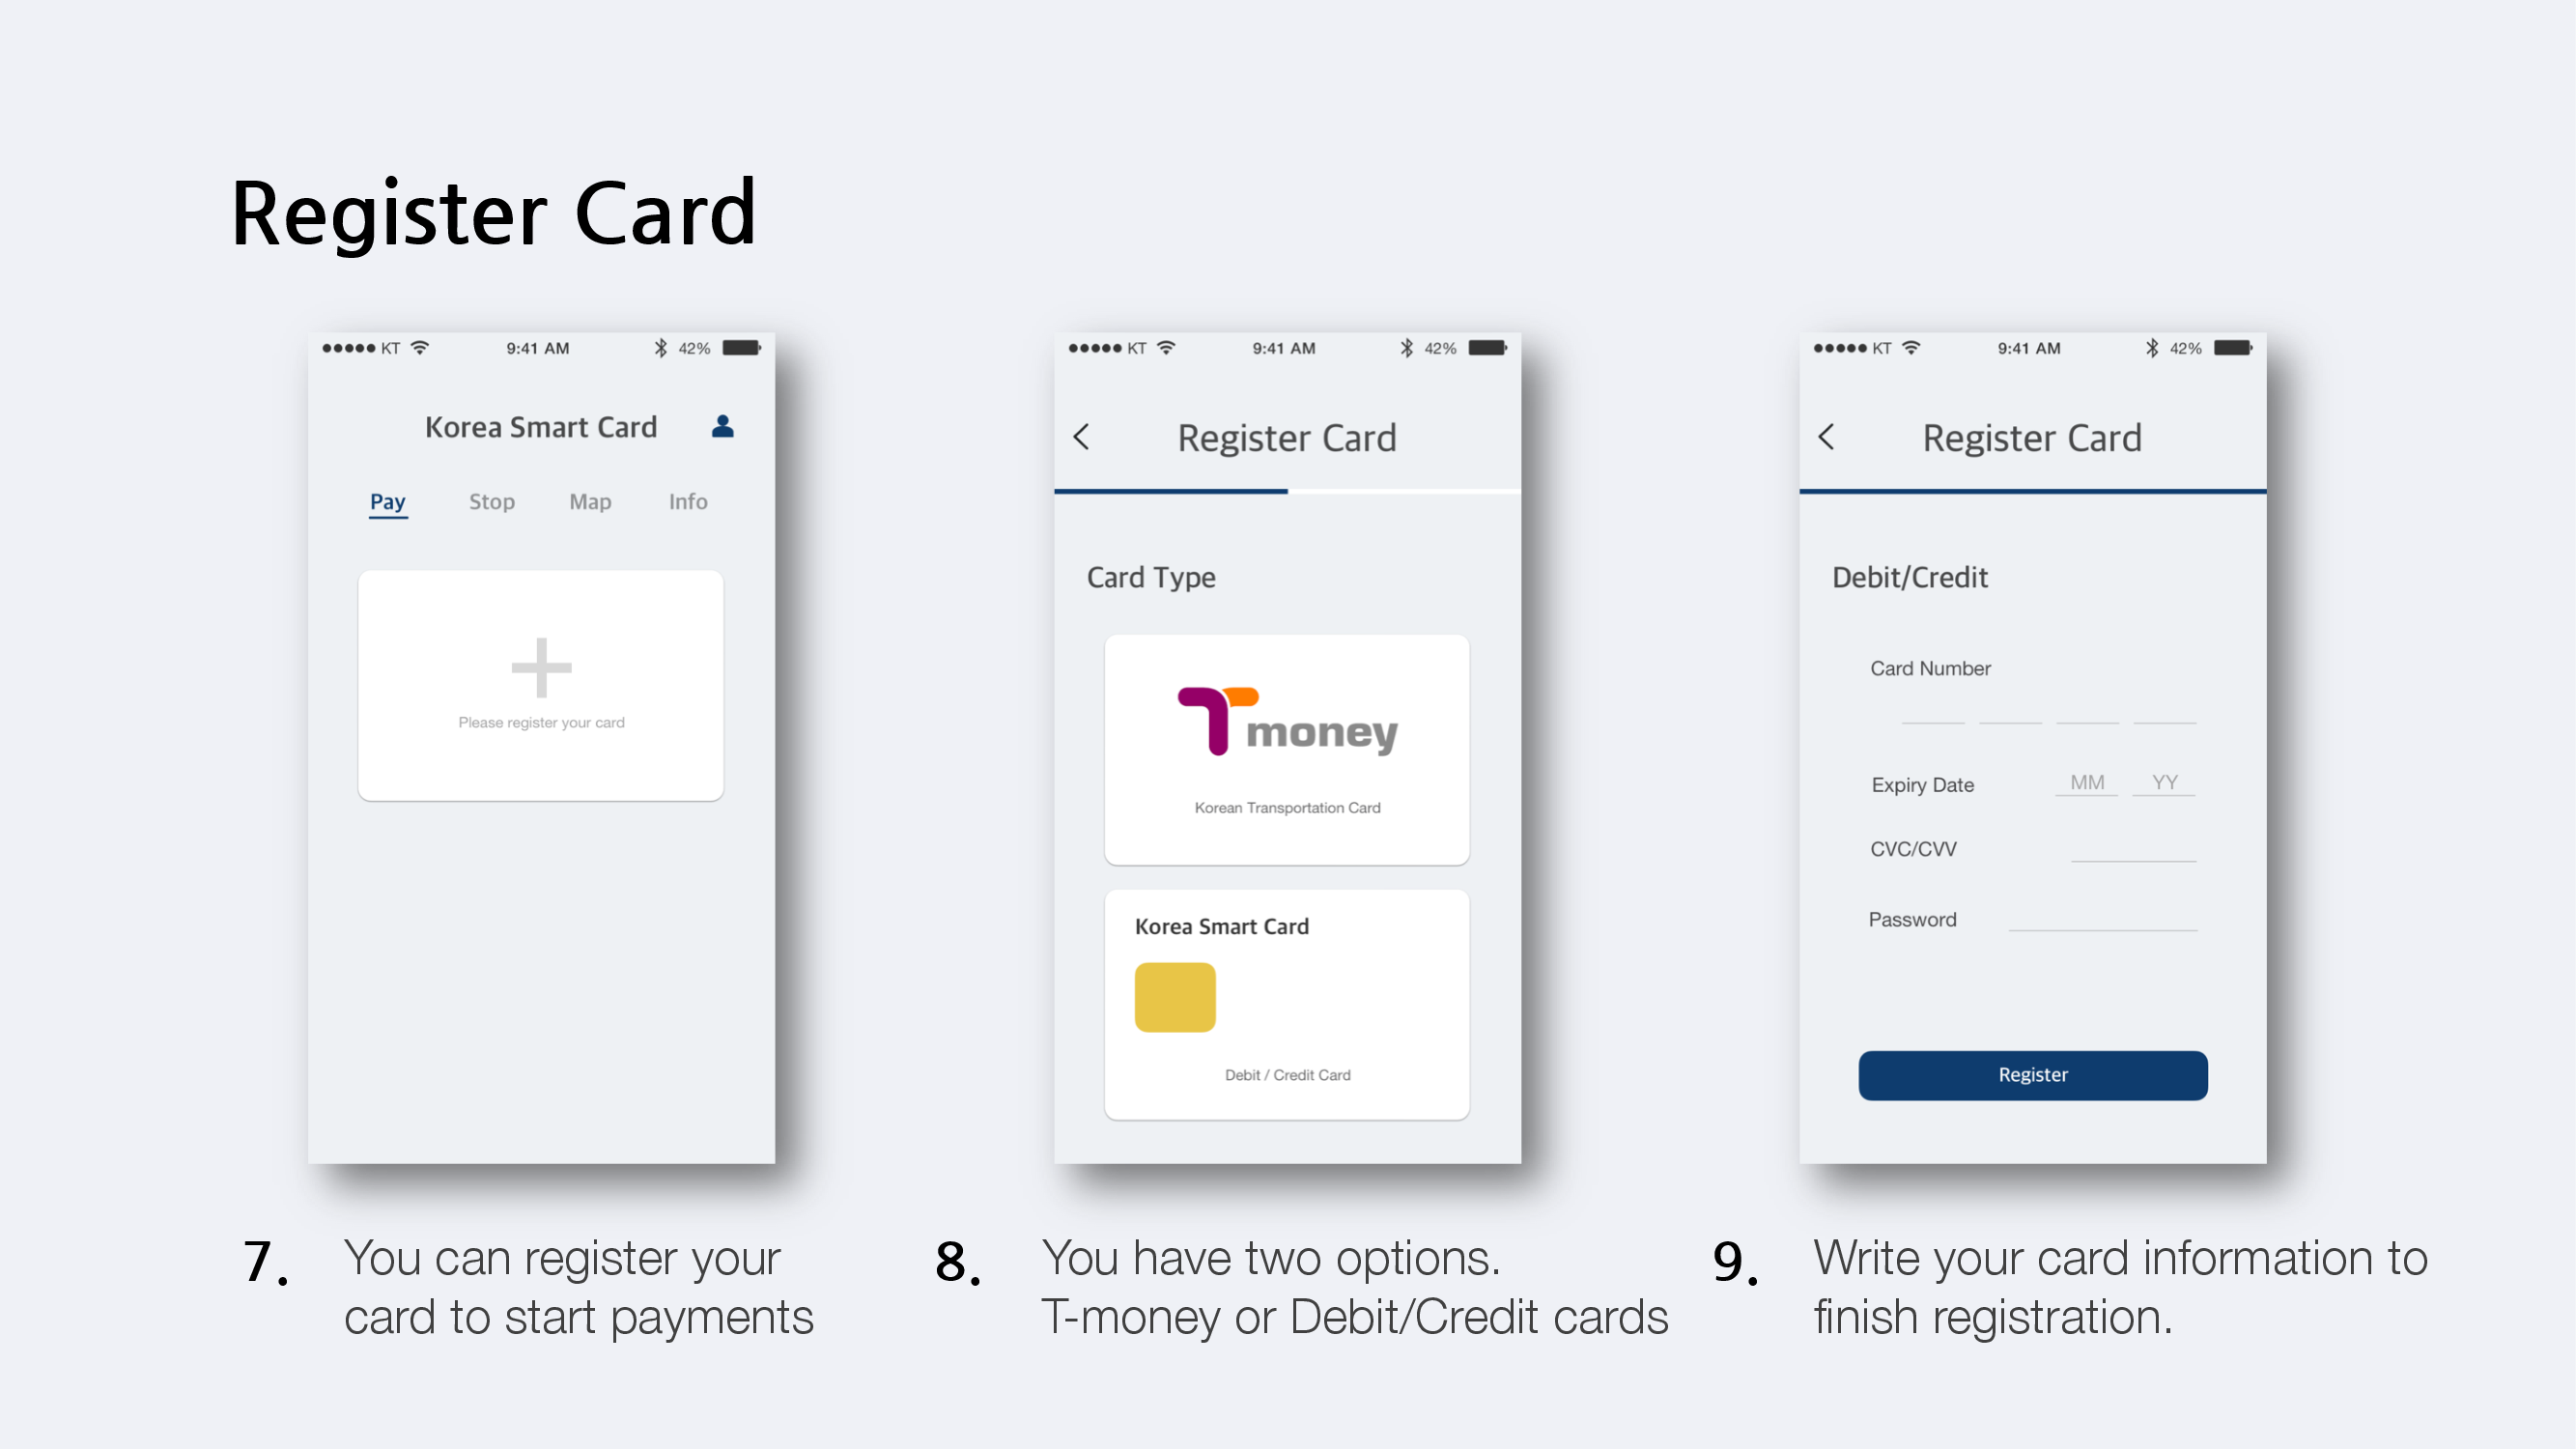 Register Card
KT 9:41 AM 42%
Korea Smart Card
Pay Stop Map Info
Please register your card
7. You can register your
card to start payments
KT 9:41 AM 42%
Register Card
Card Type
T money
Korean Transportation Card
Korea Smart Card
Debit / Credit Card
8. You have two options.
T-money or Debit/Credit cards
KT 9:41 AM 42%
Register Card
Debit/Credit
Card Number
Expiry Date MM YY
CVC/CVV
Password
Register
9. Write your card information to
finish registration.